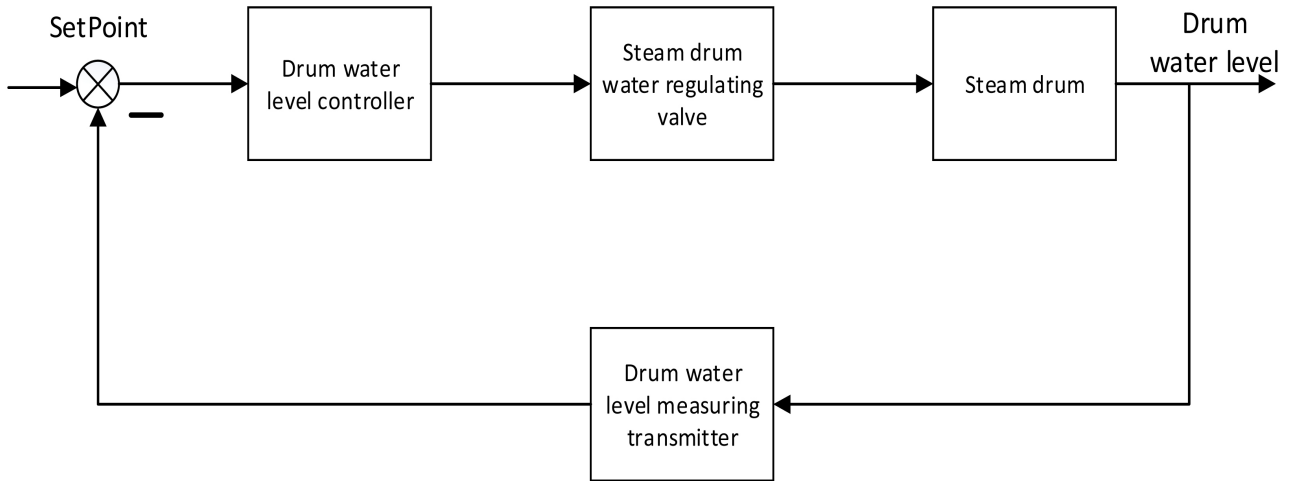 SetPoint
Drum water
level controller
Steam drum
water regulating
valve
Steam drum
Drum
water level
Drum water
level measuring
transmitter